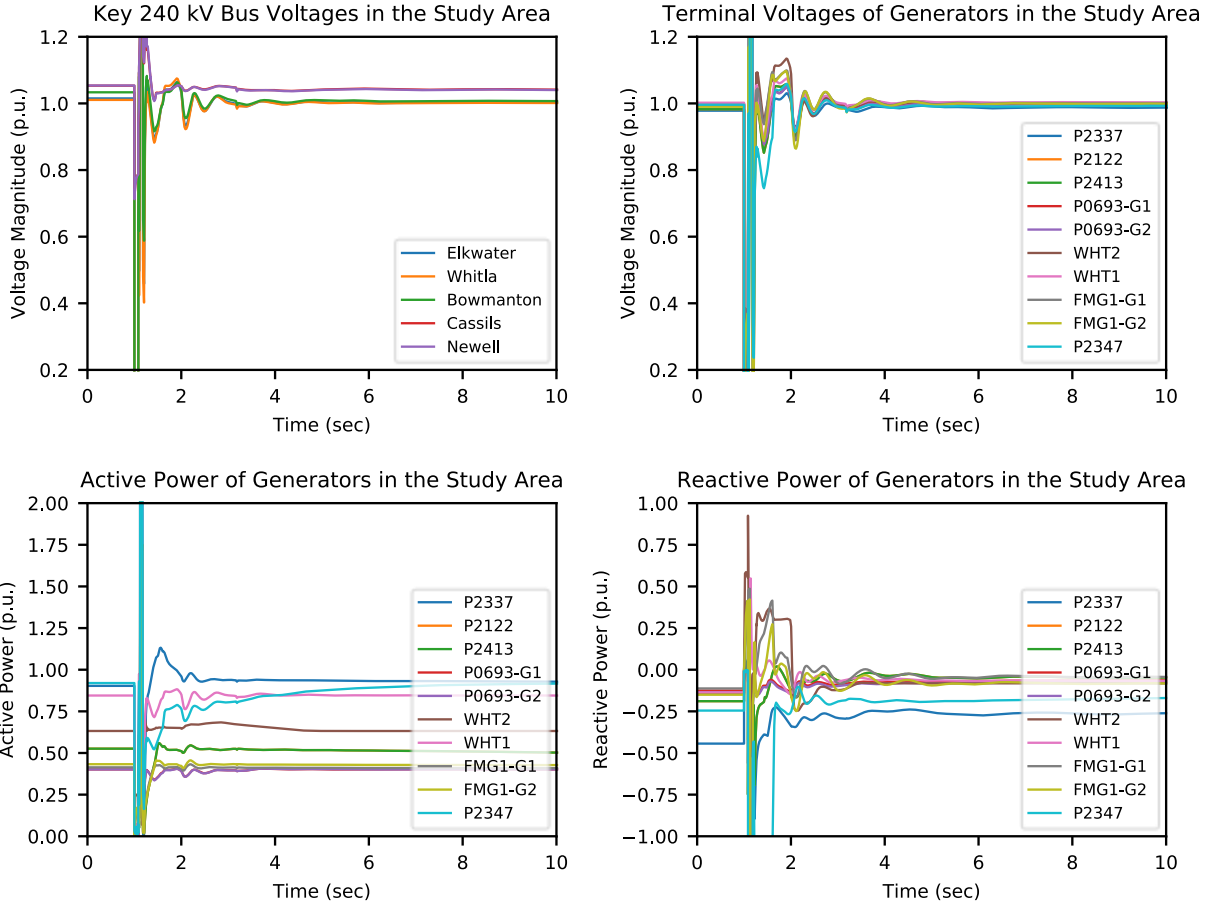 Key 240 kV Bus Voltages in the Study Area
1.2
1.0
0.8
0.6
0.4
0.2
Voltage Magnitude (p.u.)
Elkwater
Whitla
Bowmanton
Cassils
Newell
0 2 4 6 8 10
Time (sec)
Terminal Voltages of Generators in the Study Area
1.2
1.0
0.8
0.6
0.4
0.2
Voltage Magnitude (p.u.)
P2337
P2122
P2413
P0693-G1
P0693-G2
WHT2
WHT1
FMG1-G1
FMG1-G2
P2347
0 2 4 6 8 10
Time (sec)
Active Power of Generators in the Study Area
2.00
1.75
1.50
1.25
1.00
0.75
0.50
0.25
0.00
Active Power (p.u.)
P2337
P2122
P2413
P0693-G1
P0693-G2
WHT2
WHT1
FMG1-G1
FMG1-G2
P2347
0 2 4 6 8 10
Time (sec)
Reactive Power of Generators in the Study Area
1.00
0.75
0.50
0.25
0.00
−0.25
−0.50
−0.75
−1.00
Reactive Power (p.u.)
P2337
P2122
P2413
P0693-G1
P0693-G2
WHT2
WHT1
FMG1-G1
FMG1-G2
P2347
0 2 4 6 8 10
Time (sec)